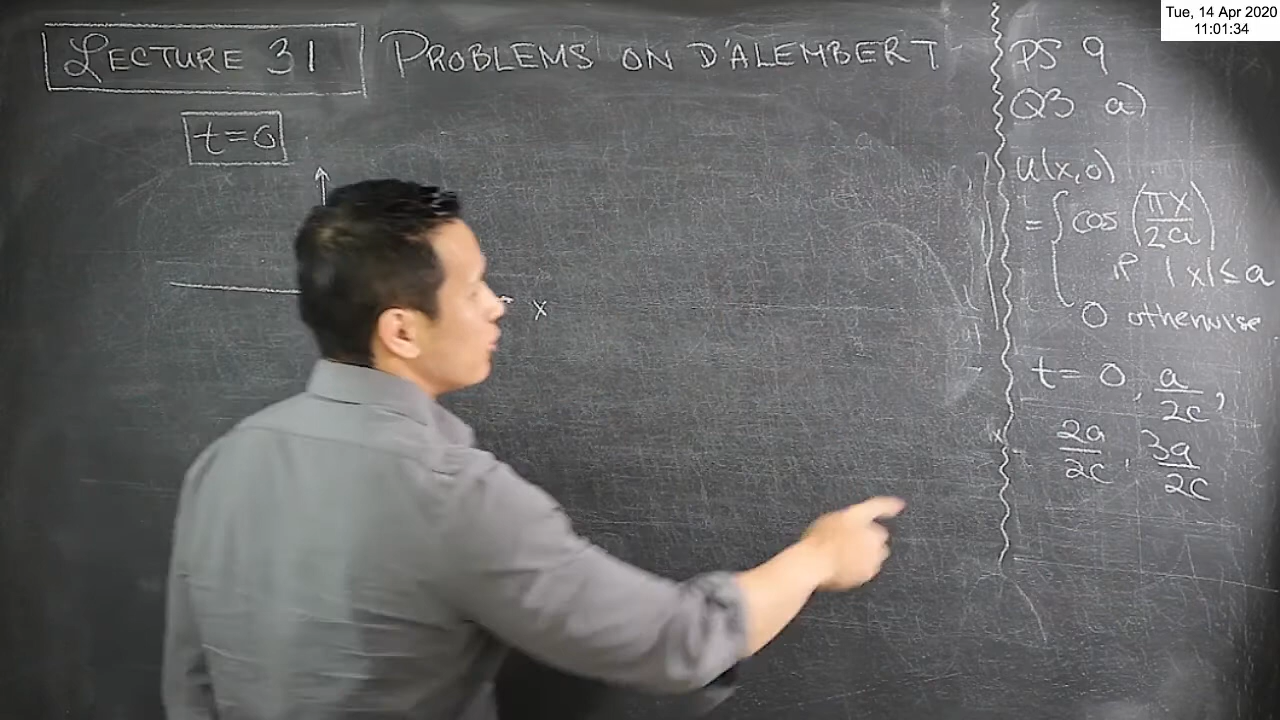 Tue, 14 Apr 2020
11:01:34
LECTURE 31 PROBLEMS ON D'ALEMBERT
t=0
x
PS 9
Q3 a)
u(x,0)
= { cos (πx/2a)
if |x| ≤ a
0 otherwise
t = 0, a/2c,
2a/2c, 3a/2c